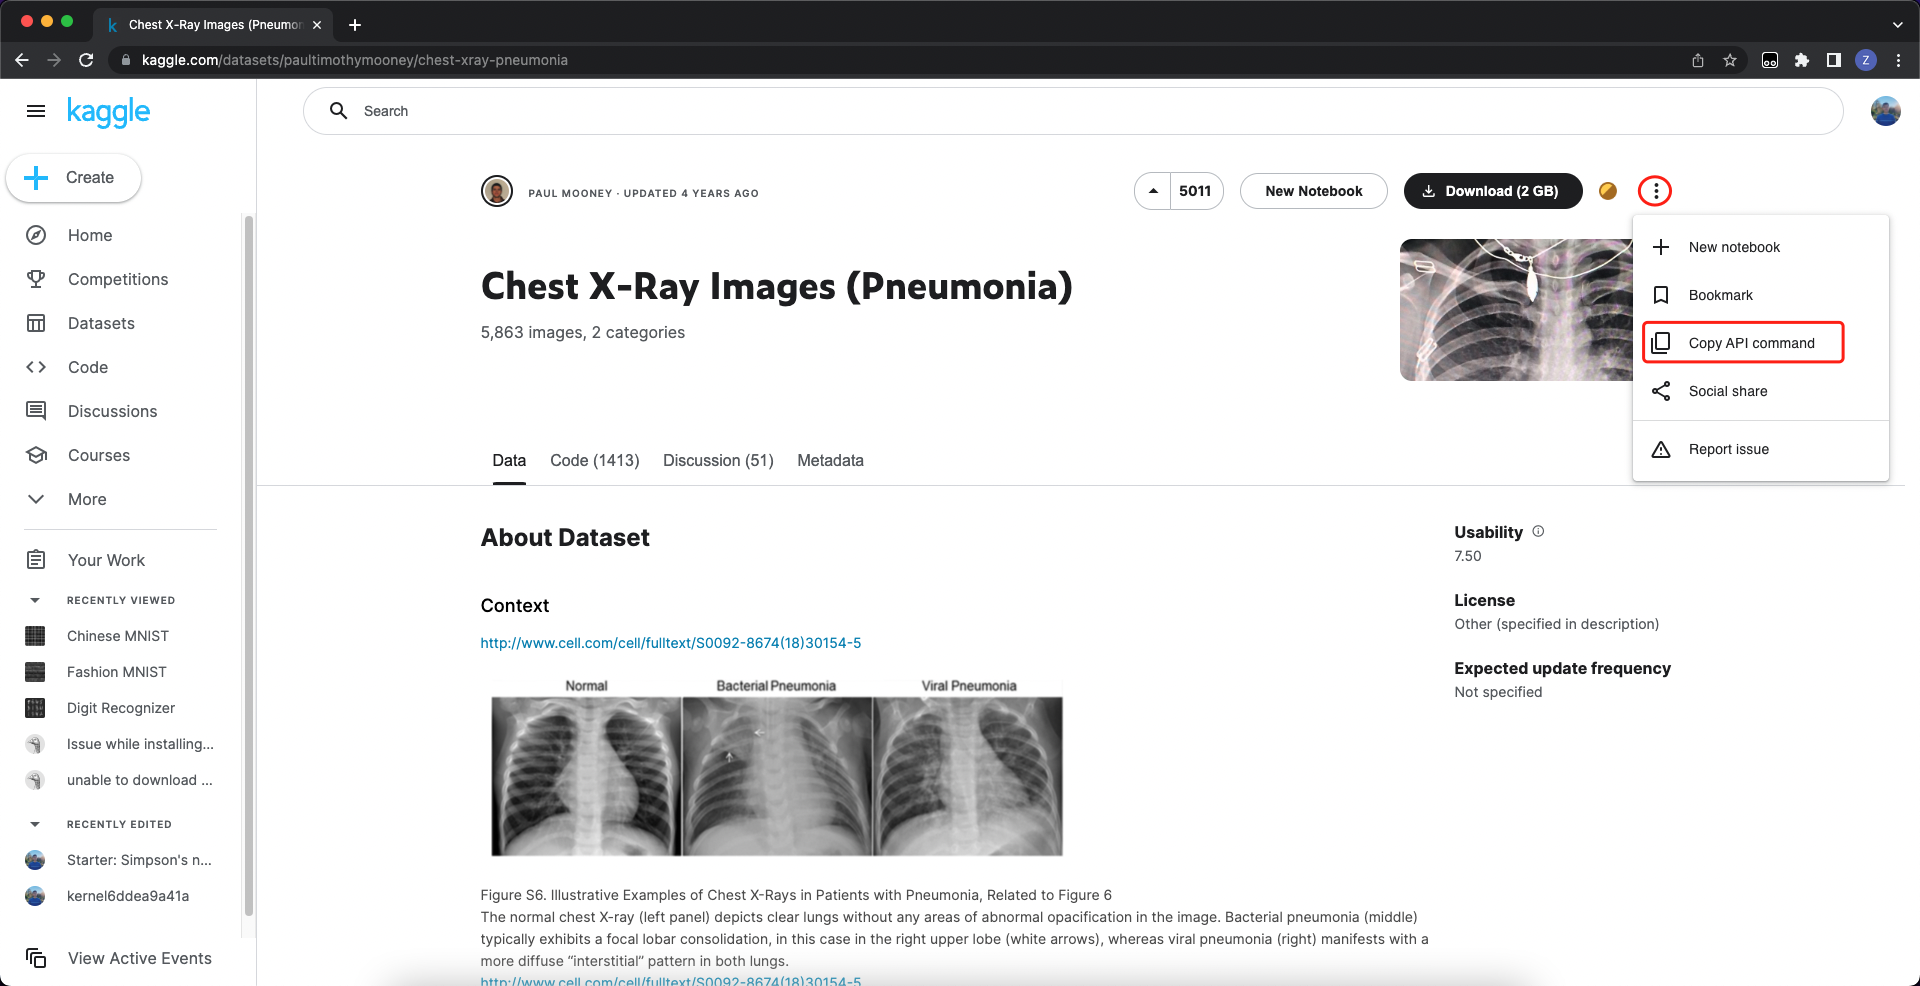 Chest X-Ray Images (Pneumon
kaggle.com/datasets/paultimothymooney/chest-xray-pneumonia
Z
kaggle
Search
Create
Home
Competitions
Datasets
Code
Discussions
Courses
More
Your Work
RECENTLY VIEWED
Chinese MNIST
Fashion MNIST
Digit Recognizer
Issue while installing...
unable to download ...
RECENTLY EDITED
Starter: Simpson's n...
kernel6ddea9a41a
View Active Events
PAUL MOONEY · UPDATED 4 YEARS AGO
5011
New Notebook
Download (2 GB)
New notebook
Bookmark
Copy API command
Social share
Report issue
Chest X-Ray Images (Pneumonia)
5,863 images, 2 categories
Data Code (1413) Discussion (51) Metadata
About Dataset
Context
http://www.cell.com/cell/fulltext/S0092-8674(18)30154-5
Normal Bacterial Pneumonia Viral Pneumonia
Figure S6. Illustrative Examples of Chest X-Rays in Patients with Pneumonia, Related to Figure 6
The normal chest X-ray (left panel) depicts clear lungs without any areas of abnormal opacification in the image. Bacterial pneumonia (middle)
typically exhibits a focal lobar consolidation, in this case in the right upper lobe (white arrows), whereas viral pneumonia (right) manifests with a
more diffuse “interstitial” pattern in both lungs.
http://www.cell.com/cell/fulltext/S0092-8674(18)30154-5
Usability
7.50
License
Other (specified in description)
Expected update frequency
Not specified